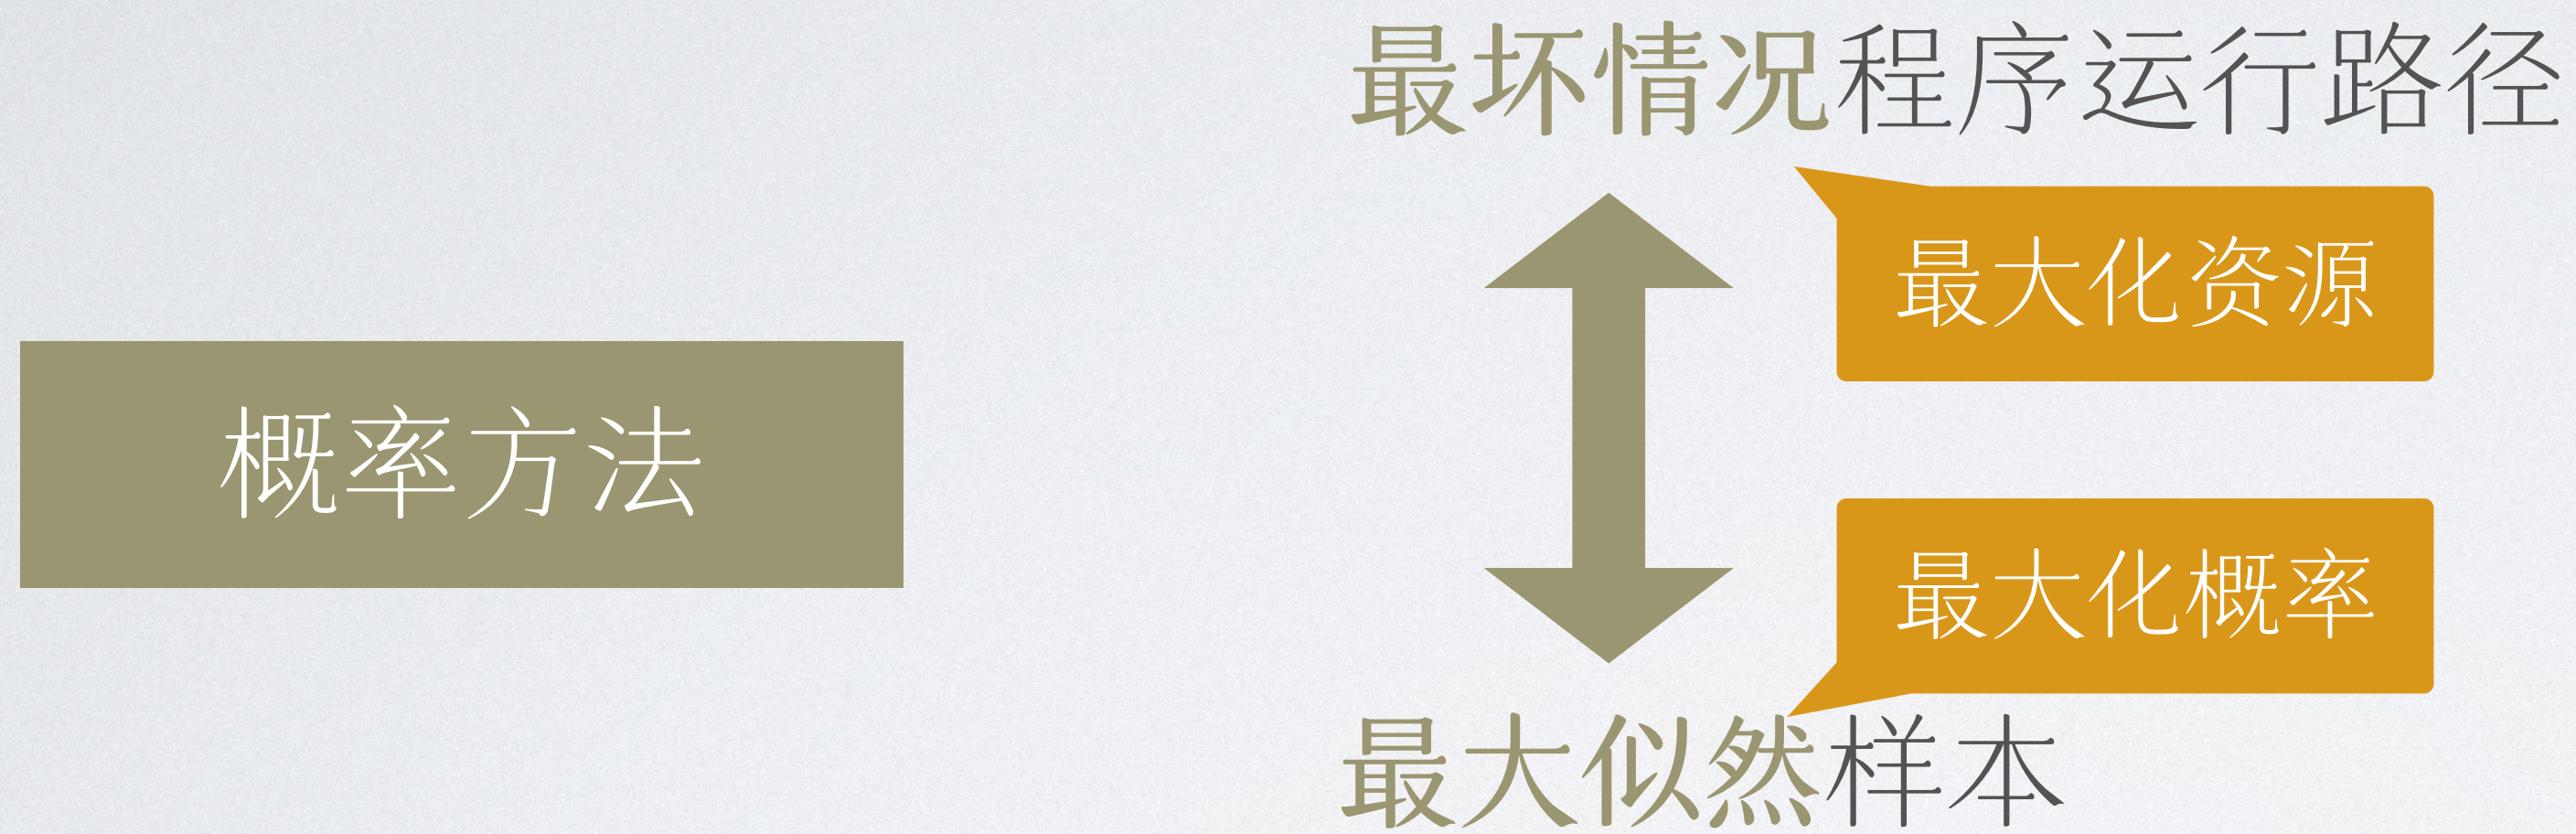 最坏情况程序运行路径
最大化资源
概率方法
最大化概率
最大似然样本